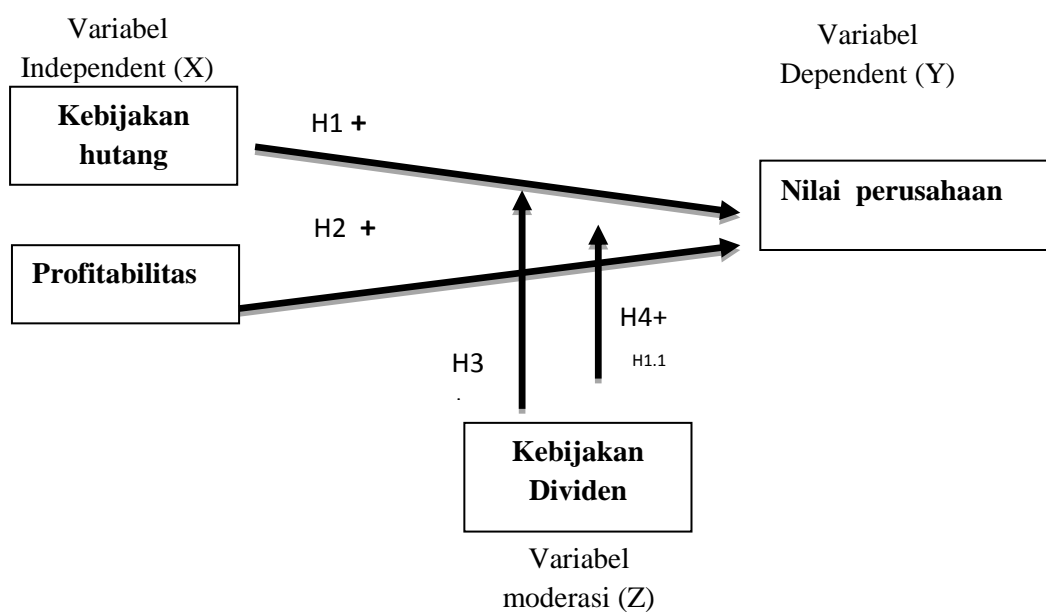 Variabel
Independent (X)
Variabel
Dependent (Y)
Kebijakan
hutang
H1 +
Nilai perusahaan
H2 +
Profitabilitas
H4+
H1.1
H3
.
Kebijakan
Dividen
Variabel
moderasi (Z)